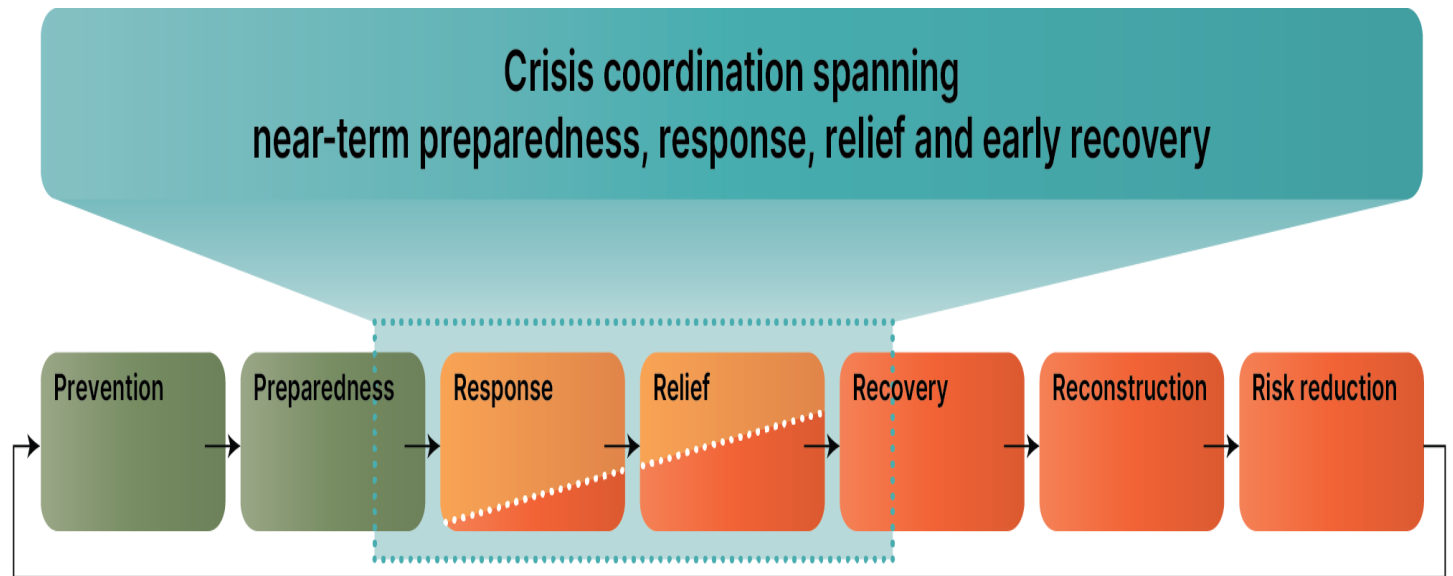 Crisis coordination spanning
near-term preparedness, response, relief and early recovery
Prevention
Preparedness
Response
Relief
Recovery
Reconstruction
Risk reduction